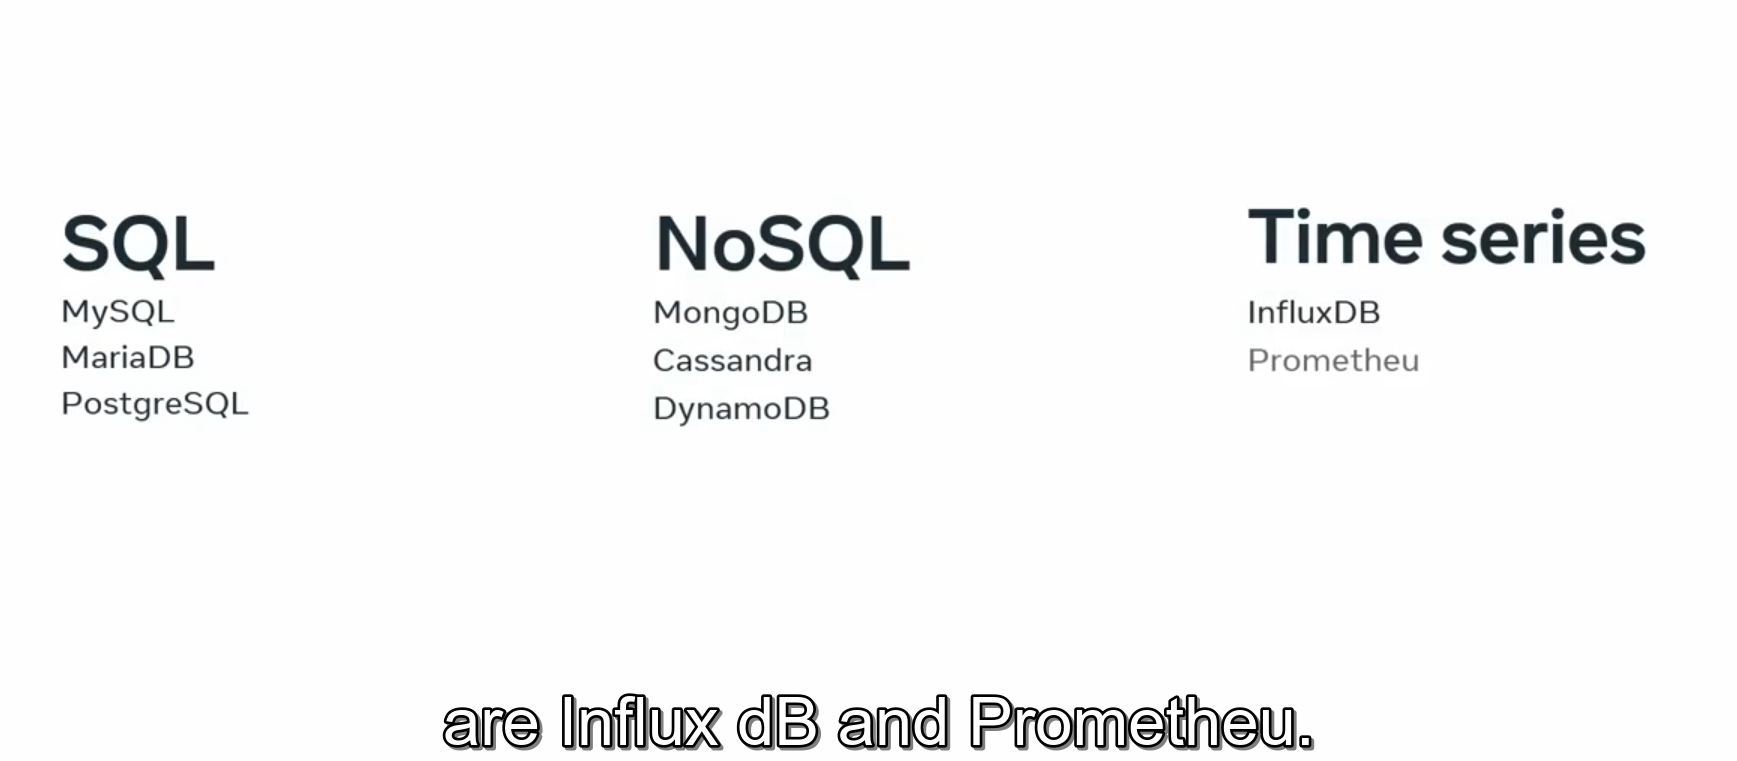 SQL
MySQL
MariaDB
PostgreSQL
NoSQL
MongoDB
Cassandra
DynamoDB
Time series
InfluxDB
Prometheu
are Influx dB and Prometheu.